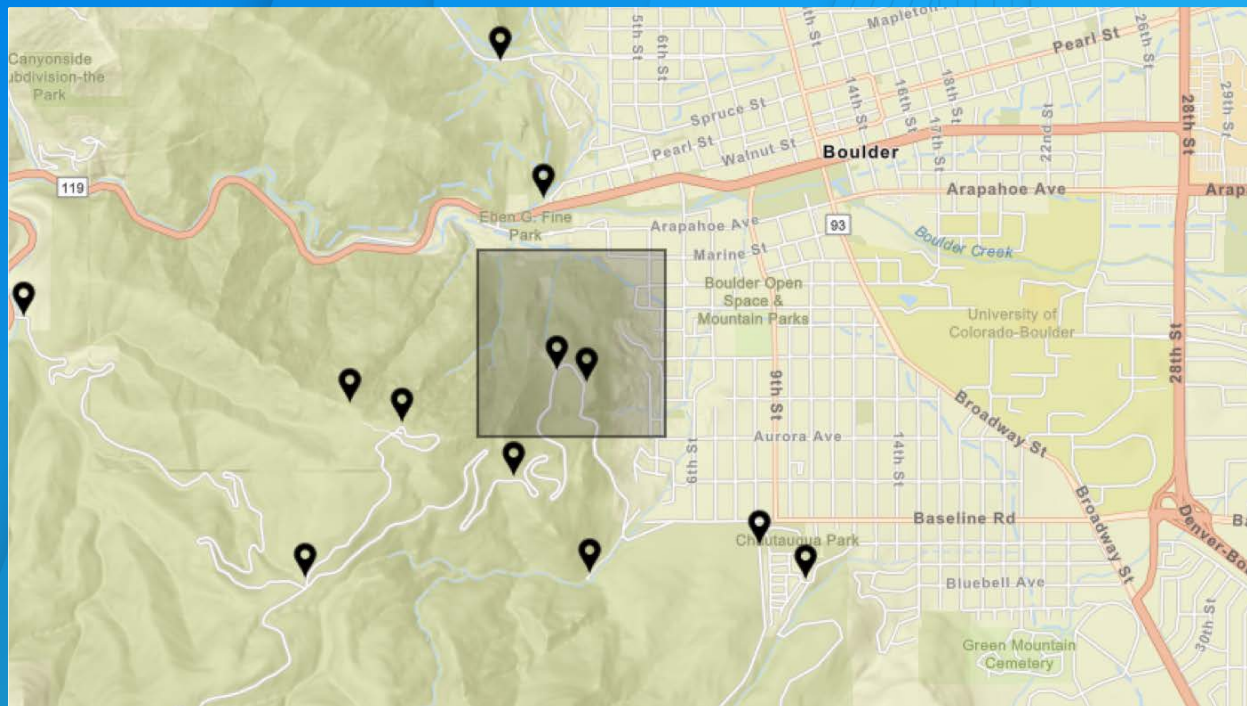 Mapleton
Canyonside
ubdivision-the
Park
5th St
6th St
Pearl St
26th St
14th St
18th St
16th St
17th St
22nd St
29th St
28th St
Spruce St
Pearl St
Walnut St
Boulder
119
Arapahoe Ave
Arap
Eben G. Fine
Park
Arapahoe Ave
93
Marine St
Boulder Creek
Boulder Open
Space &
Mountain Parks
University of
Colorado-Boulder
28th St
9th St
Broadway St
Aurora Ave
6th St
14th St
Baseline Rd
Ba
Chautauqua Park
Broadway St
Denver-Bo
Bluebell Ave
30th St
Green Mountain
Cemetery